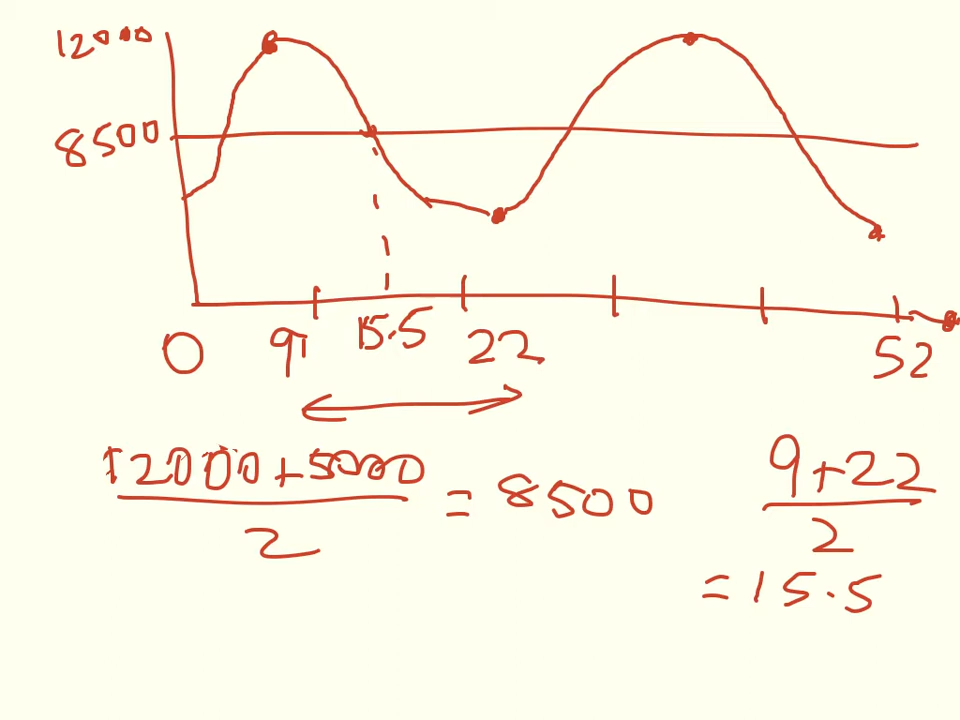 12000
8500
0 9 15.5 22 52
12000+5000 / 2 = 8500
9+22 / 2
= 15.5